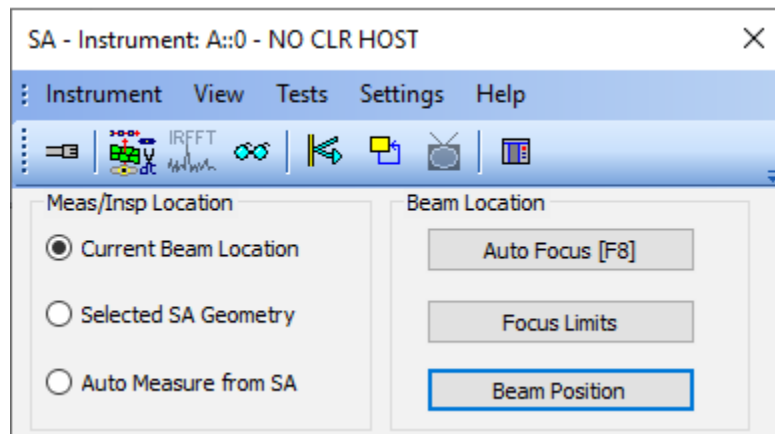 SA - Instrument: A::0 - NO CLR HOST
Instrument View Tests Settings Help
IRFFT
Meas/Insp Location
Current Beam Location
Selected SA Geometry
Auto Measure from SA
Beam Location
Auto Focus [F8]
Focus Limits
Beam Position